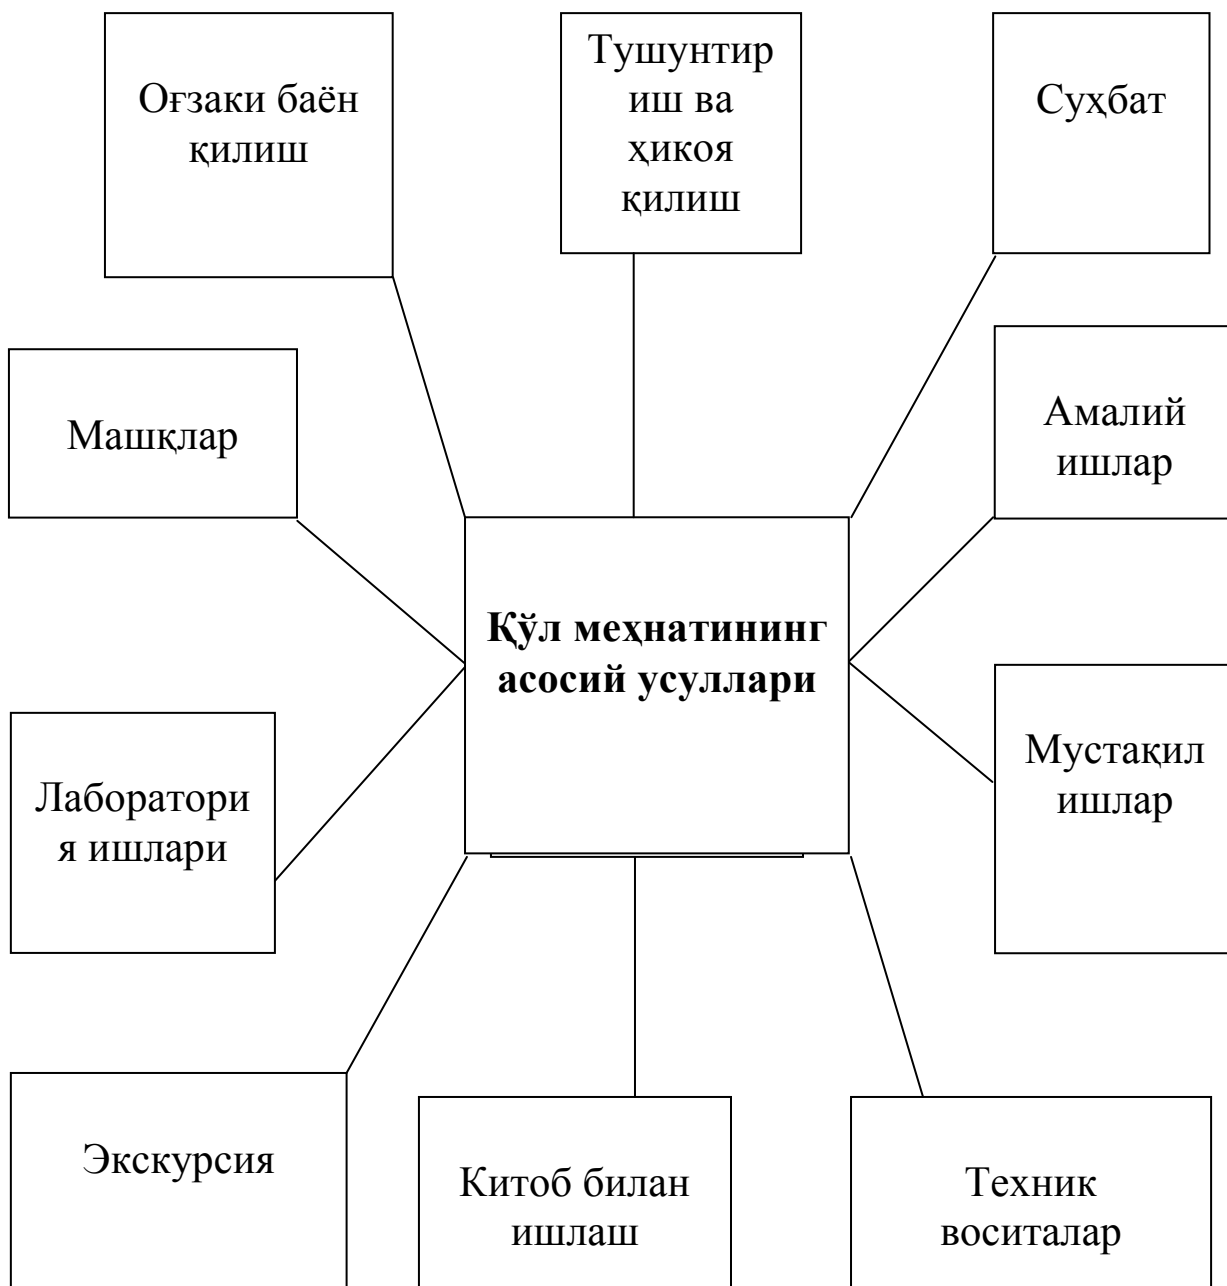 Оғзаки баён
қилиш
Тушунтир
иш ва
ҳикоя
қилиш
Суҳбат
Машқлар
Амалий
ишлар
Қўл меҳнатининг
асосий усуллари
Лаборатори
я ишлари
Мустақил
ишлар
Экскурсия
Китоб билан
ишлаш
Техник
воситалар